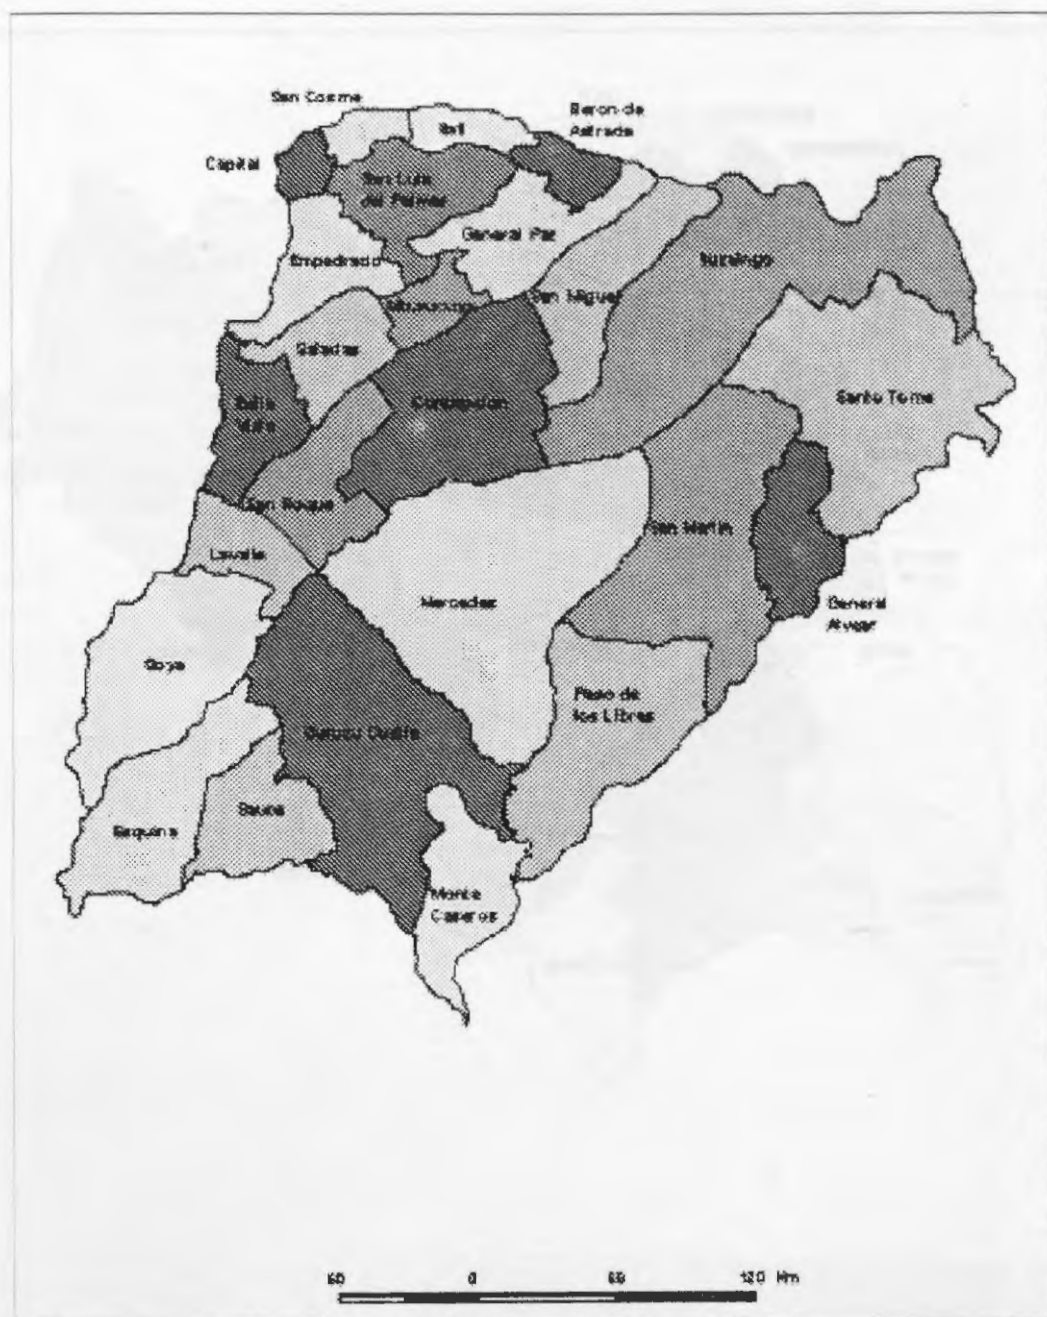 San Cosme
Itati
Beron de
Astrada
Capital
San Luis
del Palmar
General Paz
Empedrado
Ituzaingo
Mburucuya
San Miguel
Saladas
Bella
Vista
Concepcion
Santo Tome
San Roque
San Martin
Lavalle
Mercedes
General
Alvear
Goya
Paso de
los Libres
Curuzu Cuatia
Sauce
Esquina
Monte
Caseros
60 0 60 120 Km